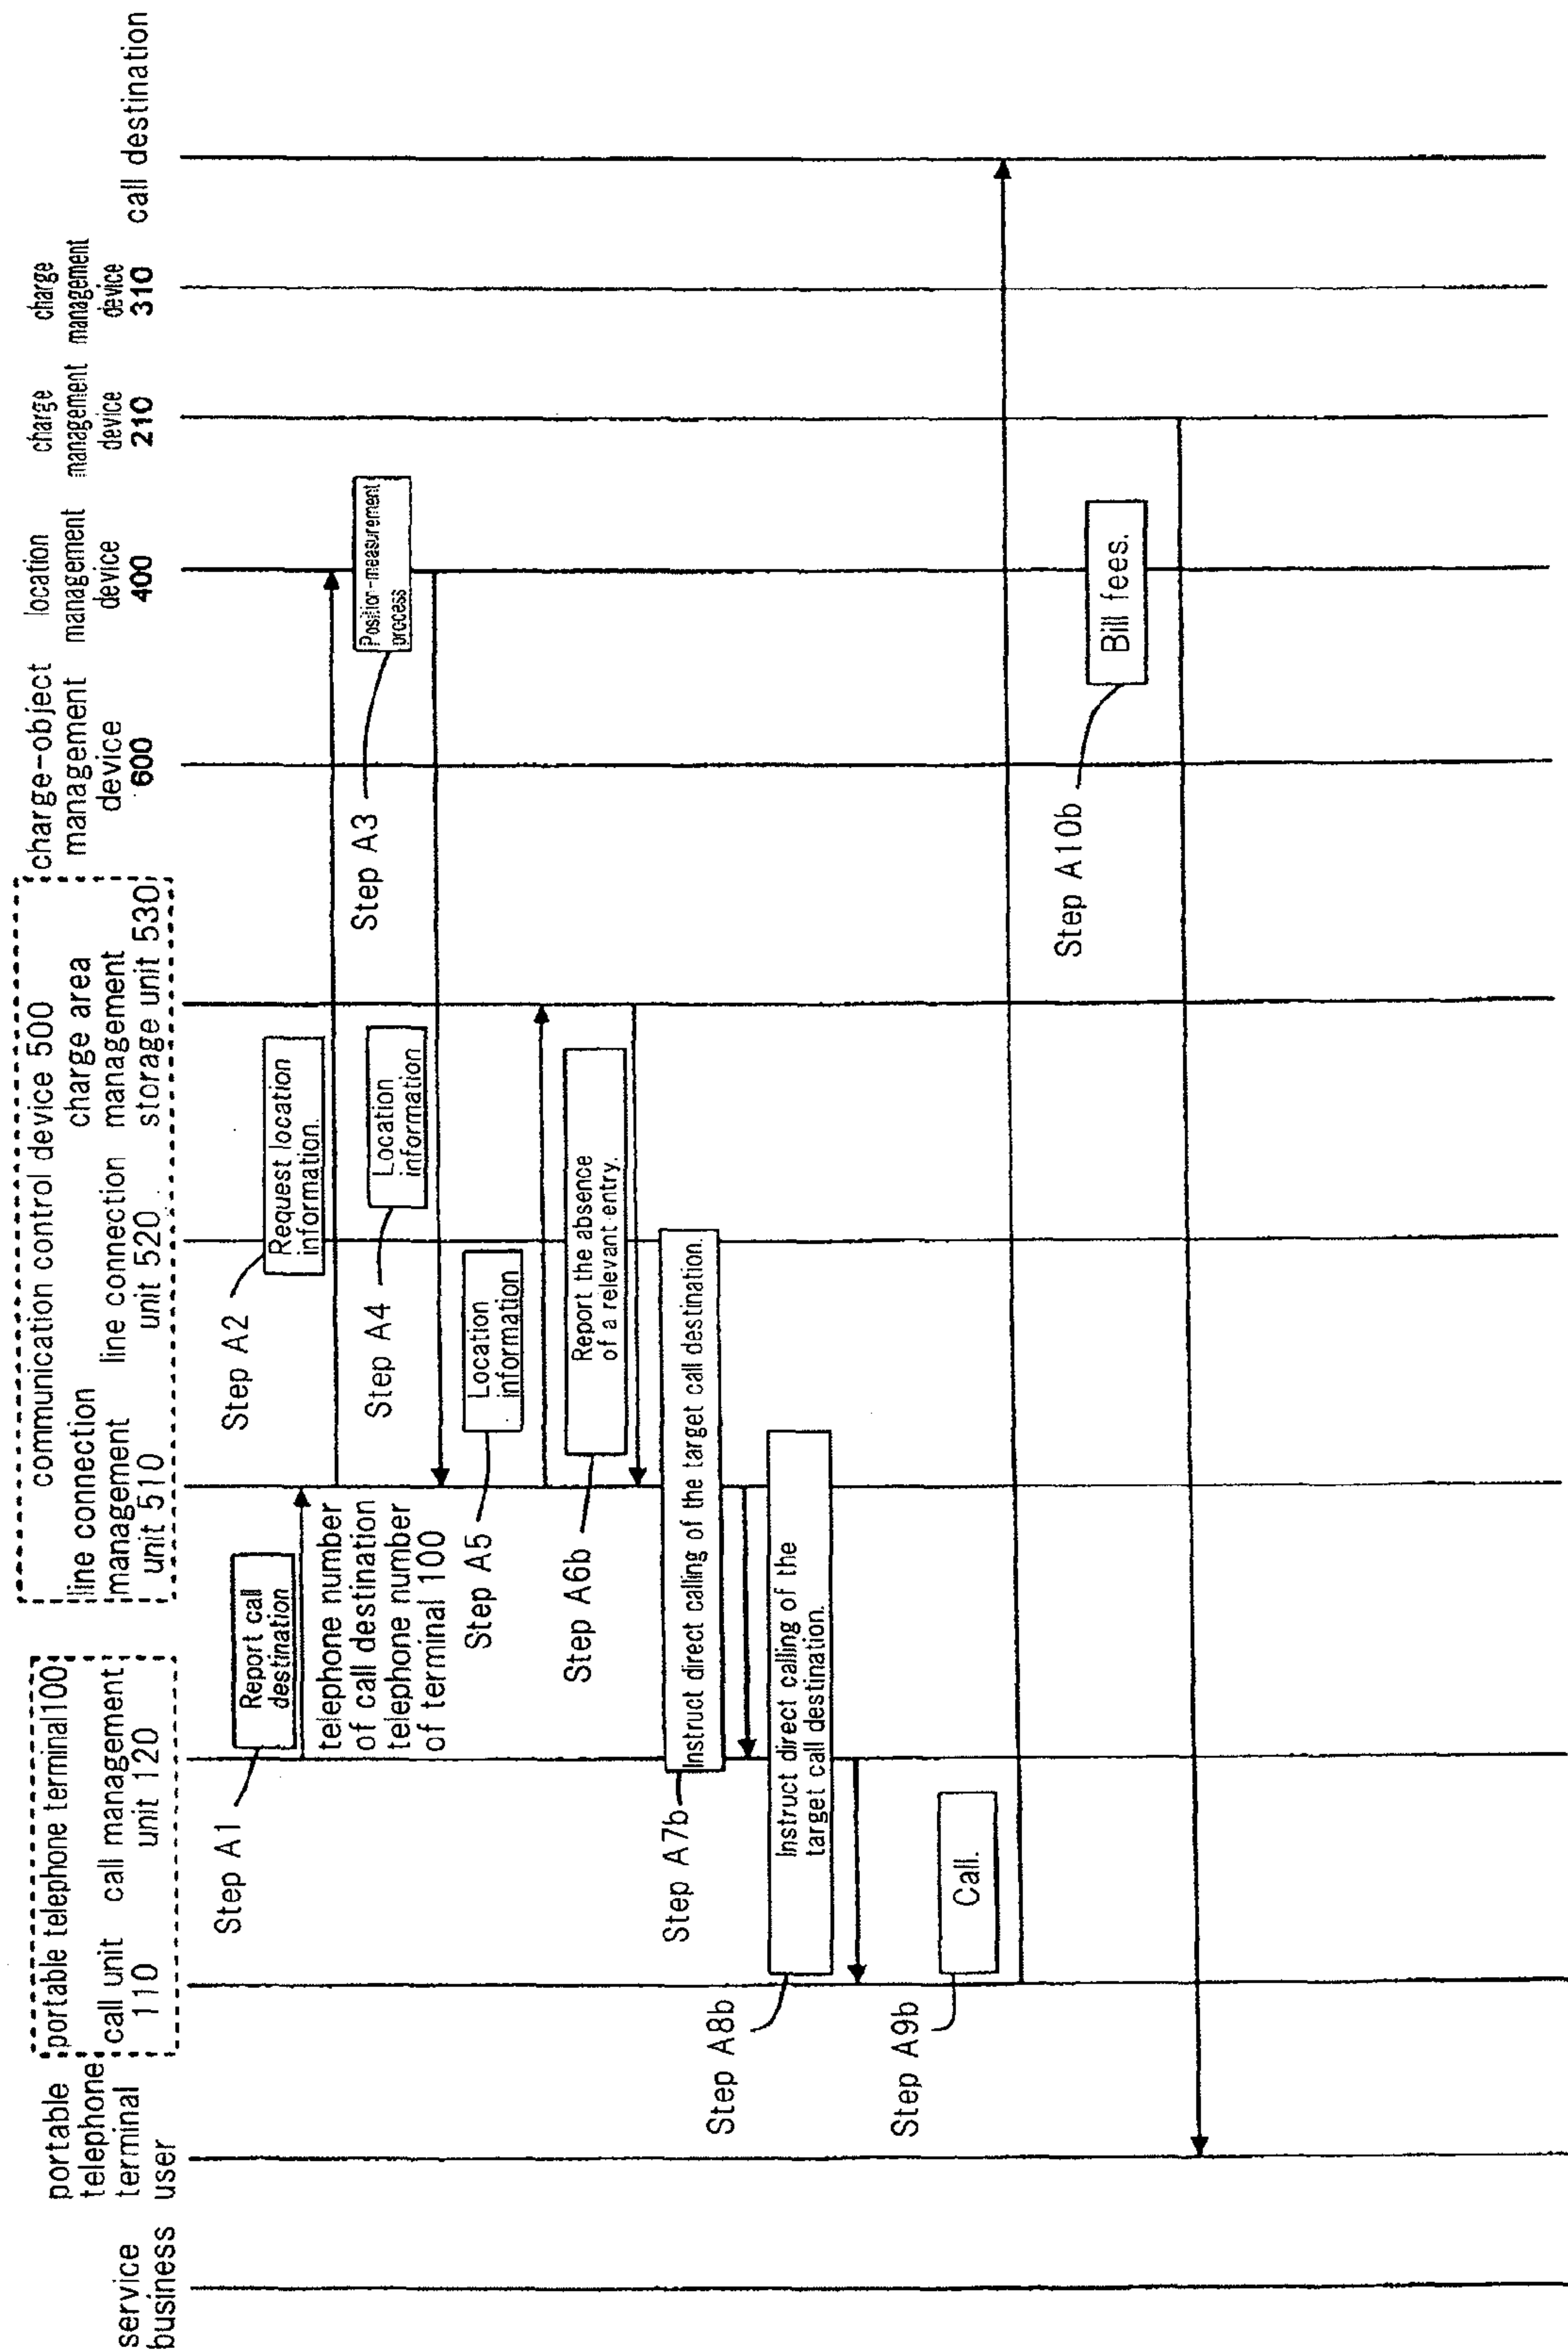 service
business
portable
telephone
terminal
user
portable telephone terminal100
call unit
110
call management
unit 120
communication control device 500
line connection
management
unit 510
line connection
unit 520
charge area
management
storage unit 530
charge-object
management
device
600
location
management
device
400
charge
management
device
210
charge
management
device
310
call destination
Step A1
Report call
destination
telephone number
of call destination
telephone number
of terminal 100
Step A2
Request location
information.
Step A3
Position-measurement
process
Step A4
Location
information
Step A5
Location
information
Step A6b
Report the absence
of a relevant entry.
Step A7b
Instruct direct calling of the target call destination.
Step A8b
Instruct direct calling of the
target call destination.
Step A9b
Call.
Step A10b
Bill fees.